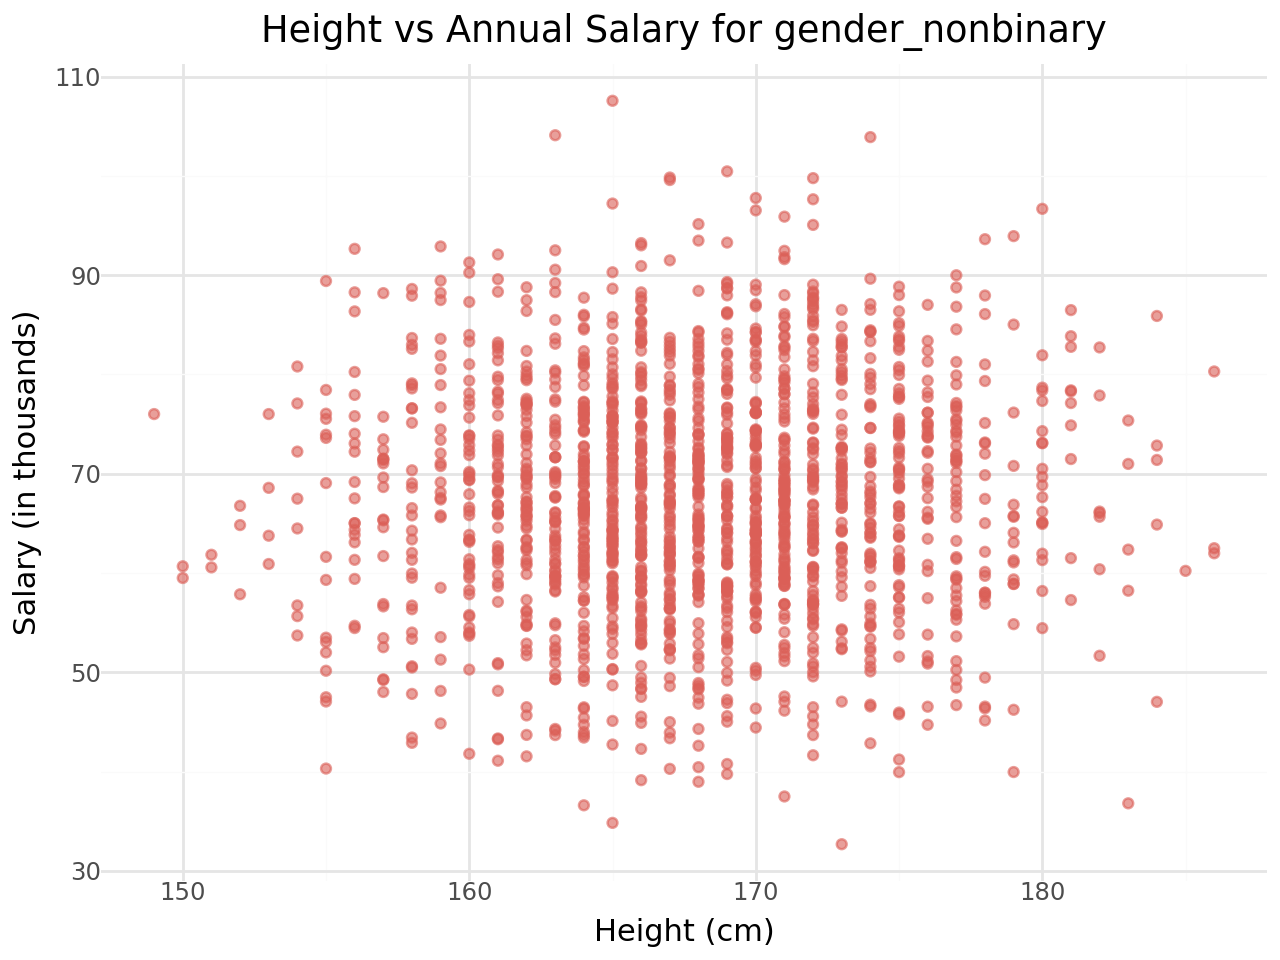 Height vs Annual Salary for gender_nonbinary
110
90
70
50
30
Salary (in thousands)
150 160 170 180
Height (cm)